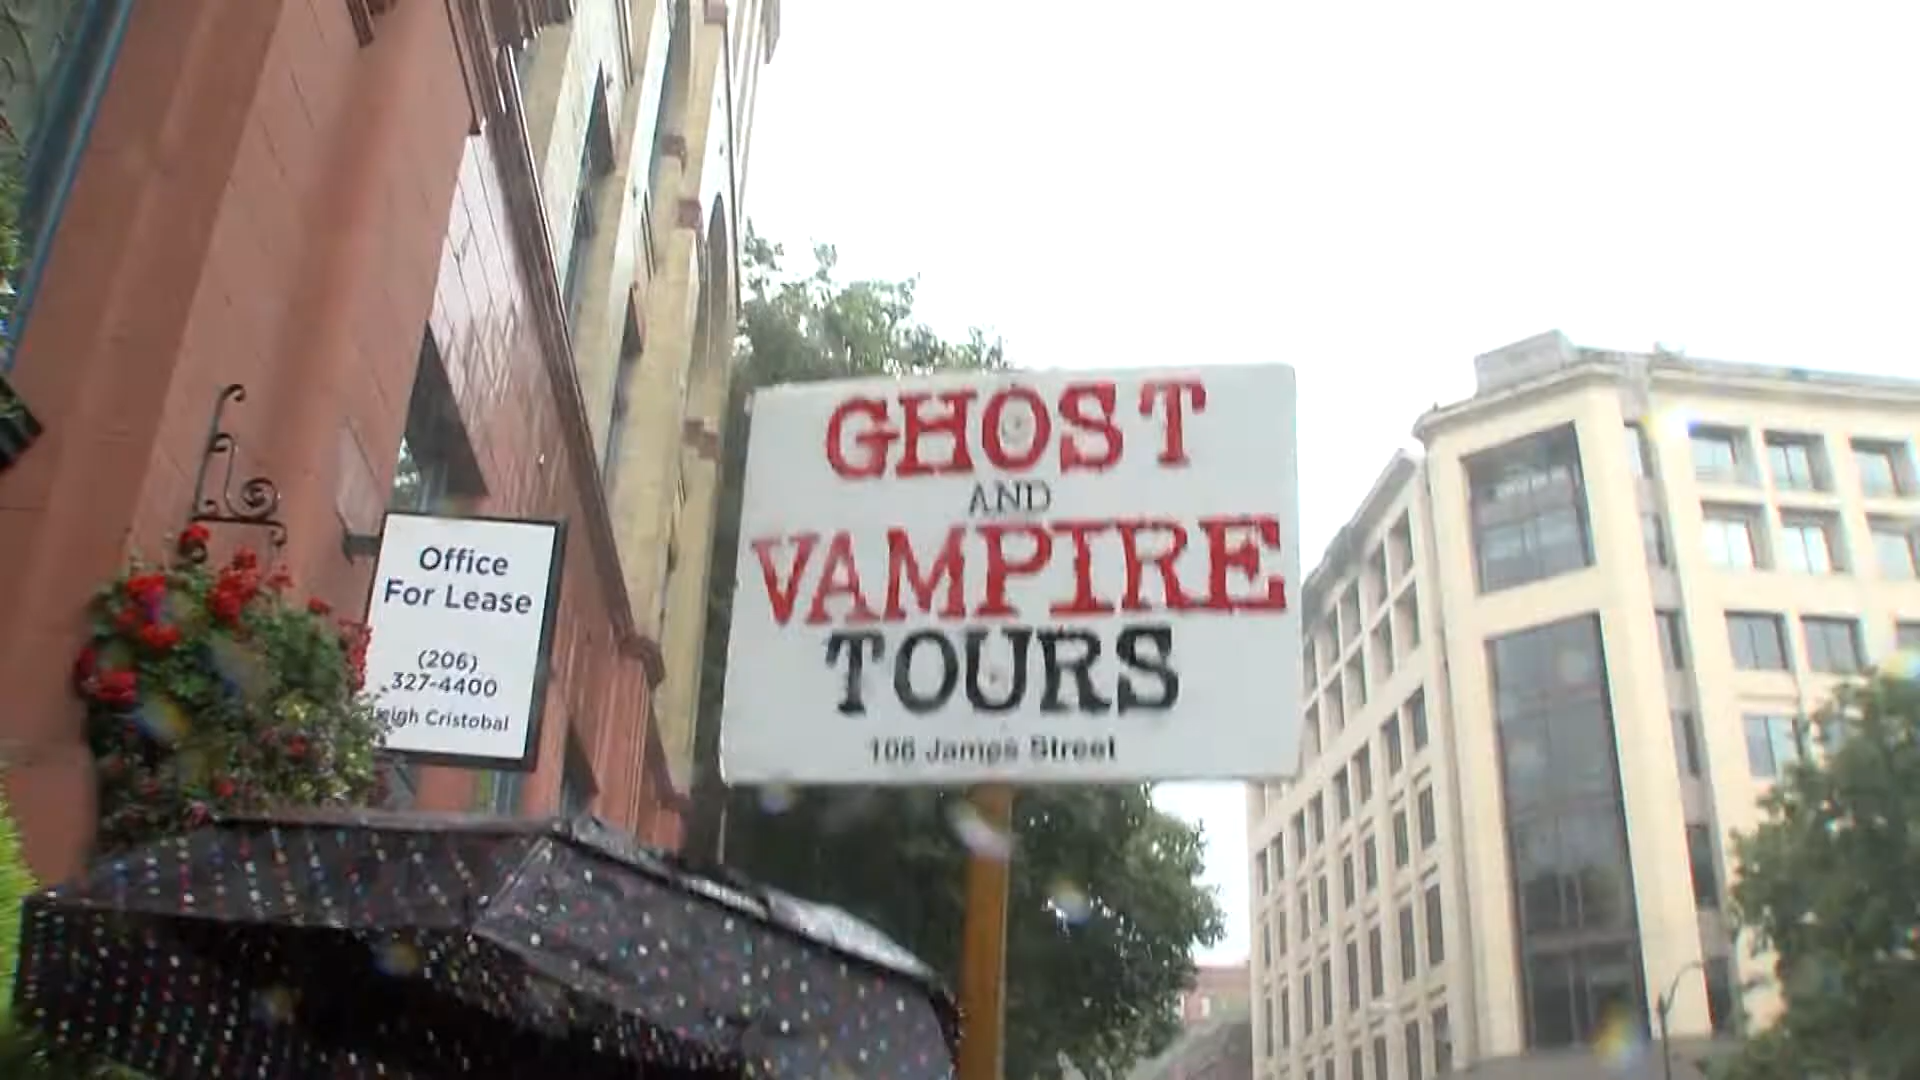 Office
For Lease
(206)
327-4400
Cristobal
GHOST
AND
VAMPIRE
TOURS
106 James Street